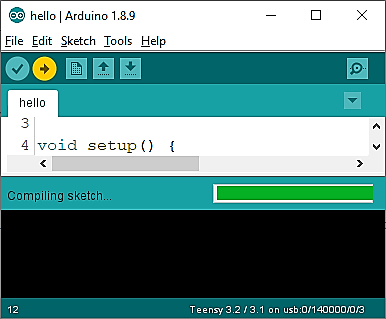 hello | Arduino 1.8.9
File Edit Sketch Tools Help
hello
3
4 void setup() {
Compiling sketch...
12 Teensy 3.2 / 3.1 on usb:0/140000/0/3